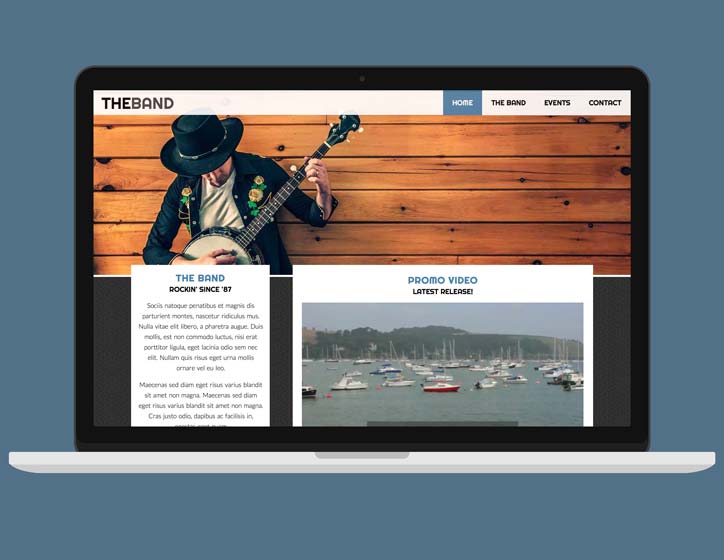 THEBAND
HOME THE BAND EVENTS CONTACT
THE BAND
ROCKIN' SINCE '87
Sociis natoque penatibus et magnis dis
parturient montes, nascetur ridiculus mus.
Nulla vitae elit libero, a pharetra augue. Duis
mollis, est non commodo luctus, nisi erat
porttitor ligula, eget lacinia odio sem nec
elit. Nullam quis risus eget urna mollis
ornare vel eu leo.
Maecenas sed diam eget risus varius blandit
sit amet non magna. Maecenas sed diam
eget risus varius blandit sit amet non magna.
Cras justo odio, dapibus ac facilisis in,
PROMO VIDEO
LATEST RELEASE!